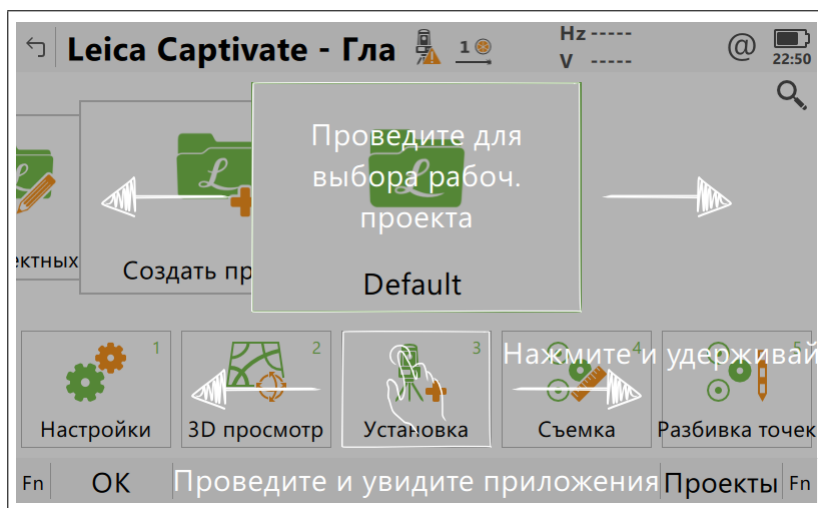 Leica Captivate - Гла
1
Hz -----
V -----
@
22:50
Проведите для
выбора рабоч.
проекта
ектных
Создать пр
Default
1
2
3
4
5
Нажмите и удерживай
Настройки
3D просмотр
Установка
Съемка
Разбивка точек
Fn
OK
Проведите и увидите приложения
Проекты
Fn